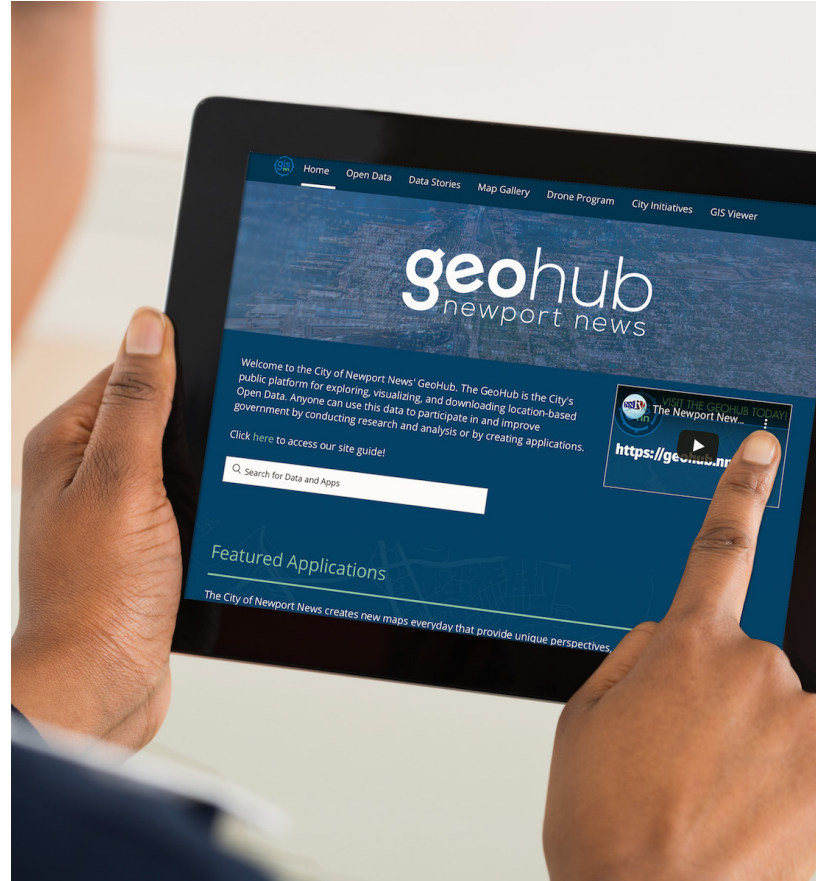 gis
nn
Home Open Data Data Stories Map Gallery Drone Program City Initiatives GIS Viewer
geohub
newport news
Welcome to the City of Newport News' GeoHub. The GeoHub is the City's
public platform for exploring, visualizing, and downloading location-based
Open Data. Anyone can use this data to participate in and improve
government by conducting research and analysis or by creating applications.
Click here to access our site guide!
Search for Data and Apps
VISIT THE GEOHUB TODAY!
The Newport New...
nn
Featured Applications
The City of Newport News creates new maps everyday that provide unique perspectives,